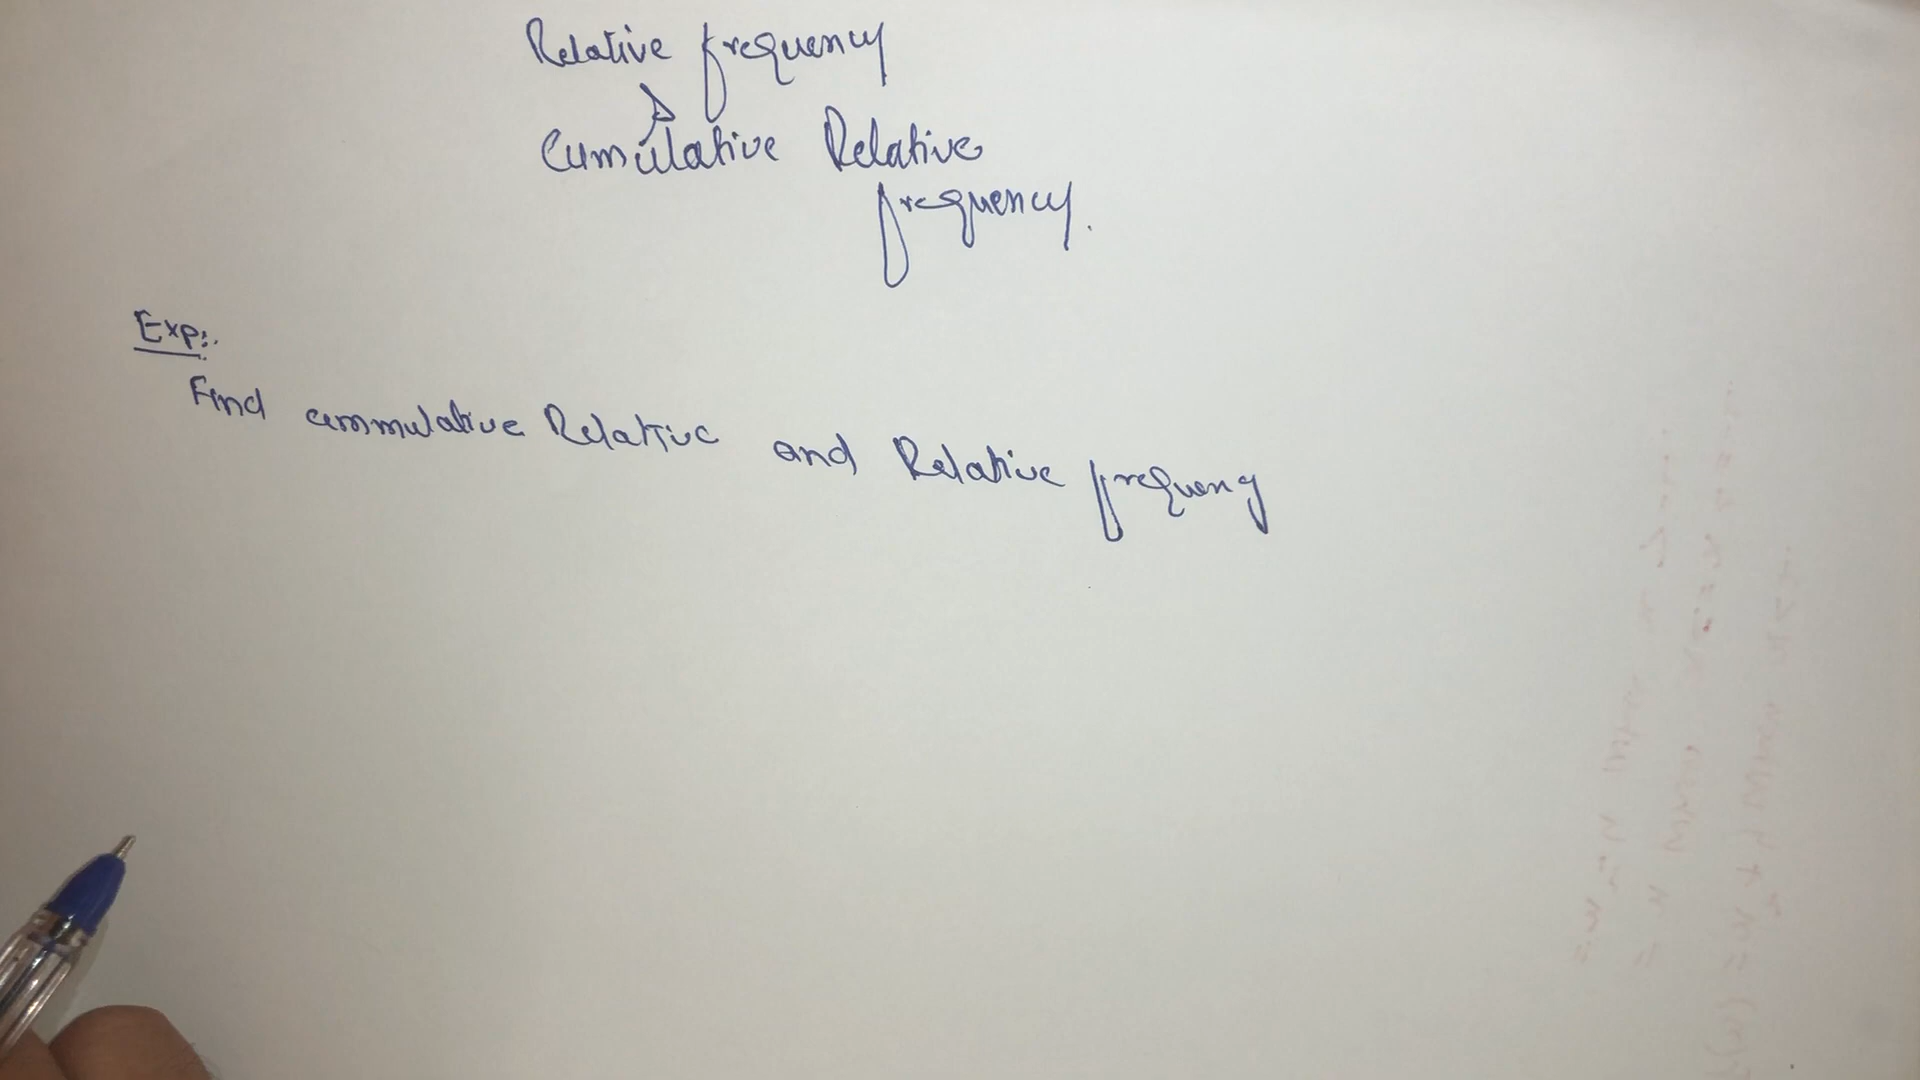 Relative frequency
&
Cumulative Relative
frequency.
Exp:-
Find cummulative Relative and Relative frequency